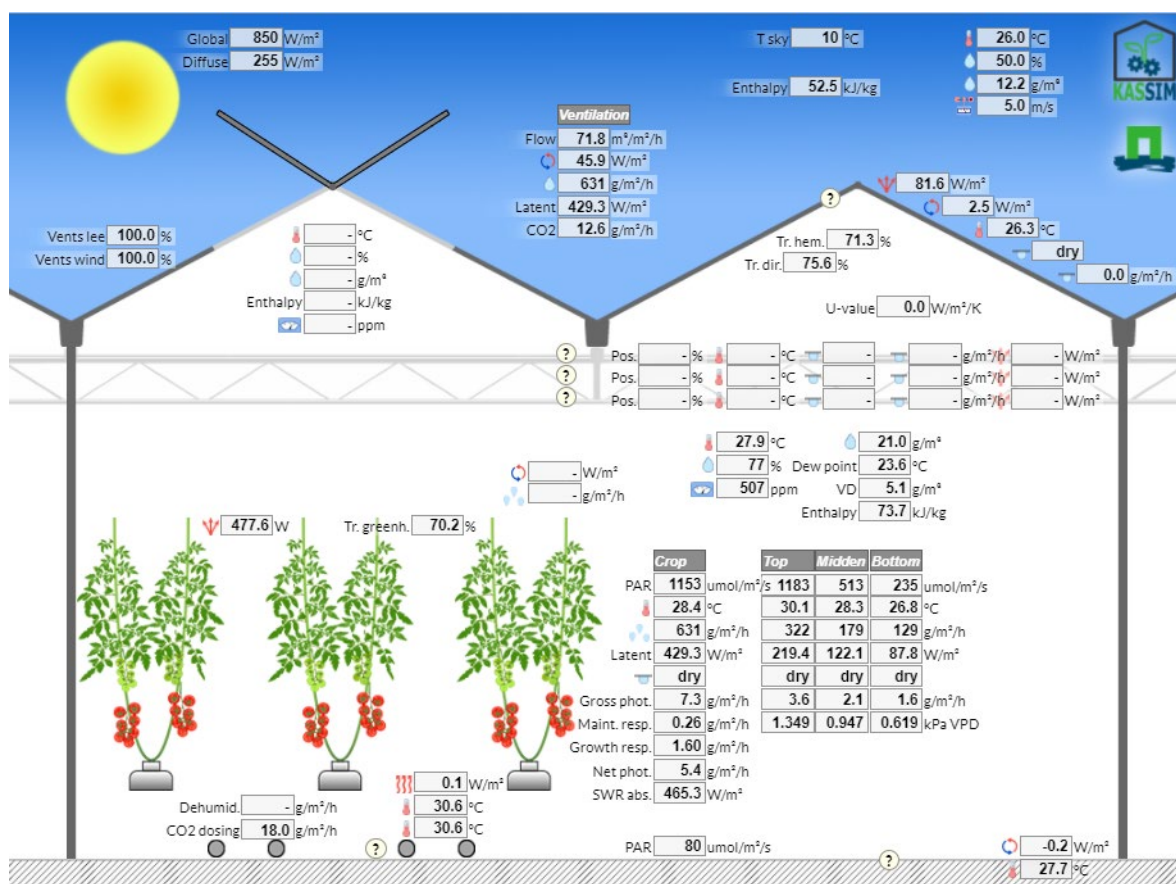 Global 850 W/m²
Diffuse 255 W/m²
T sky 10 °C
26.0 °C
50.0 %
Enthalpy 52.5 kJ/kg
12.2 g/m³
5.0 m/s
KASSIM
Ventilation
Flow 71.8 m³/m²/h
45.9 W/m²
631 g/m²/h
Latent 429.3 W/m²
CO2 12.6 g/m²/h
? 81.6 W/m²
2.5 W/m²
26.3 °C
dry
0.0 g/m²/h
Vents lee 100.0 %
Vents wind 100.0 %
- °C
- %
- g/m³
Enthalpy - kJ/kg
- ppm
Tr. hem. 71.3 %
Tr. dir. 75.6 %
U-value 0.0 W/m²/K
? Pos. - % - °C - - g/m²/h - W/m²
? Pos. - % - °C - - g/m²/h - W/m²
? Pos. - % - °C - - g/m²/h - W/m²
27.9 °C 21.0 g/m³
77 % Dew point 23.6 °C
507 ppm VD 5.1 g/m³
Enthalpy 73.7 kJ/kg
- W/m²
- g/m²/h
477.6 W
Tr. greenh. 70.2 %
Crop Top Midden Bottom
PAR 1153 umol/m²/s 1183 513 235 umol/m²/s
28.4 °C 30.1 28.3 26.8 °C
631 g/m²/h 322 179 129 g/m²/h
Latent 429.3 W/m² 219.4 122.1 87.8 W/m²
dry dry dry dry
Gross phot. 7.3 g/m²/h 3.6 2.1 1.6 g/m²/h
Maint. resp. 0.26 g/m²/h 1.349 0.947 0.619 kPa VPD
Growth resp. 1.60 g/m²/h
Net phot. 5.4 g/m²/h
SWR abs. 465.3 W/m²
0.1 W/m²
Dehumid. - g/m²/h 30.6 °C
CO2 dosing 18.0 g/m²/h 30.6 °C
?
PAR 80 umol/m²/s
?
-0.2 W/m²
27.7 °C